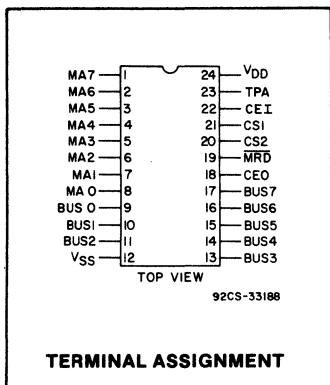 MA7 1 24 VDD
MA6 2 23 TPA
MA5 3 22 CEI
MA4 4 21 CS1
MA3 5 20 CS2
MA2 6 19 M̅R̅D̅
MA1 7 18 CEO
MA 0 8 17 BUS7
BUS 0 9 16 BUS6
BUS1 10 15 BUS5
BUS2 11 14 BUS4
VSS 12 13 BUS3
TOP VIEW
92CS-33188
TERMINAL ASSIGNMENT